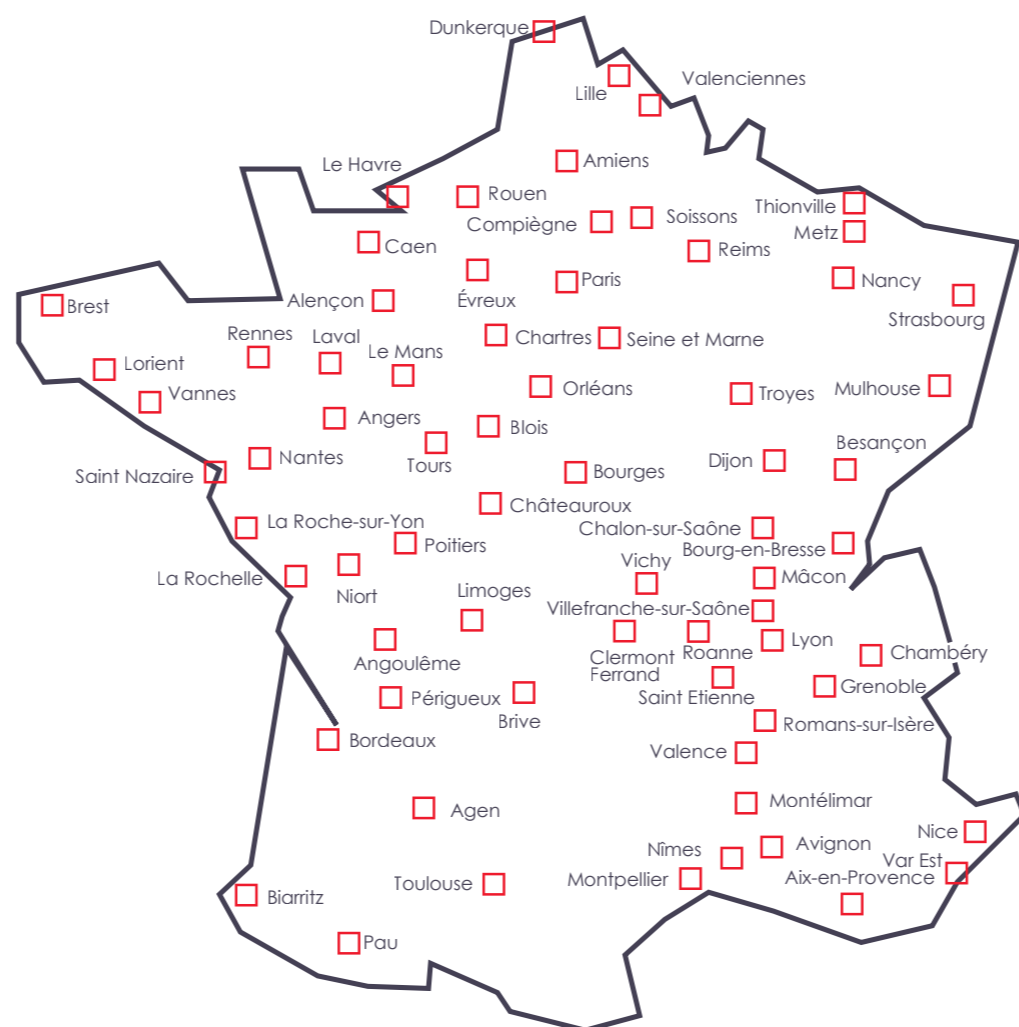 Dunkerque
Valenciennes
Lille
Amiens
Le Havre
Rouen
Thionville
Soissons
Compiègne
Metz
Caen
Reims
Nancy
Paris
Évreux
Alençon
Brest
Strasbourg
Rennes
Laval
Chartres
Seine et Marne
Le Mans
Lorient
Orléans
Mulhouse
Vannes
Troyes
Angers
Blois
Besançon
Nantes
Tours
Dijon
Bourges
Saint Nazaire
Châteauroux
La Roche-sur-Yon
Chalon-sur-Saône
Poitiers
Bourg-en-Bresse
Vichy
La Rochelle
Mâcon
Niort
Limoges
Villefranche-sur-Saône
Lyon
Clermont
Ferrand
Roanne
Chambéry
Angoulême
Grenoble
Saint Etienne
Périgueux
Brive
Romans-sur-Isère
Bordeaux
Valence
Montélimar
Agen
Nice
Avignon
Nîmes
Var Est
Montpellier
Aix-en-Provence
Toulouse
Biarritz
Pau